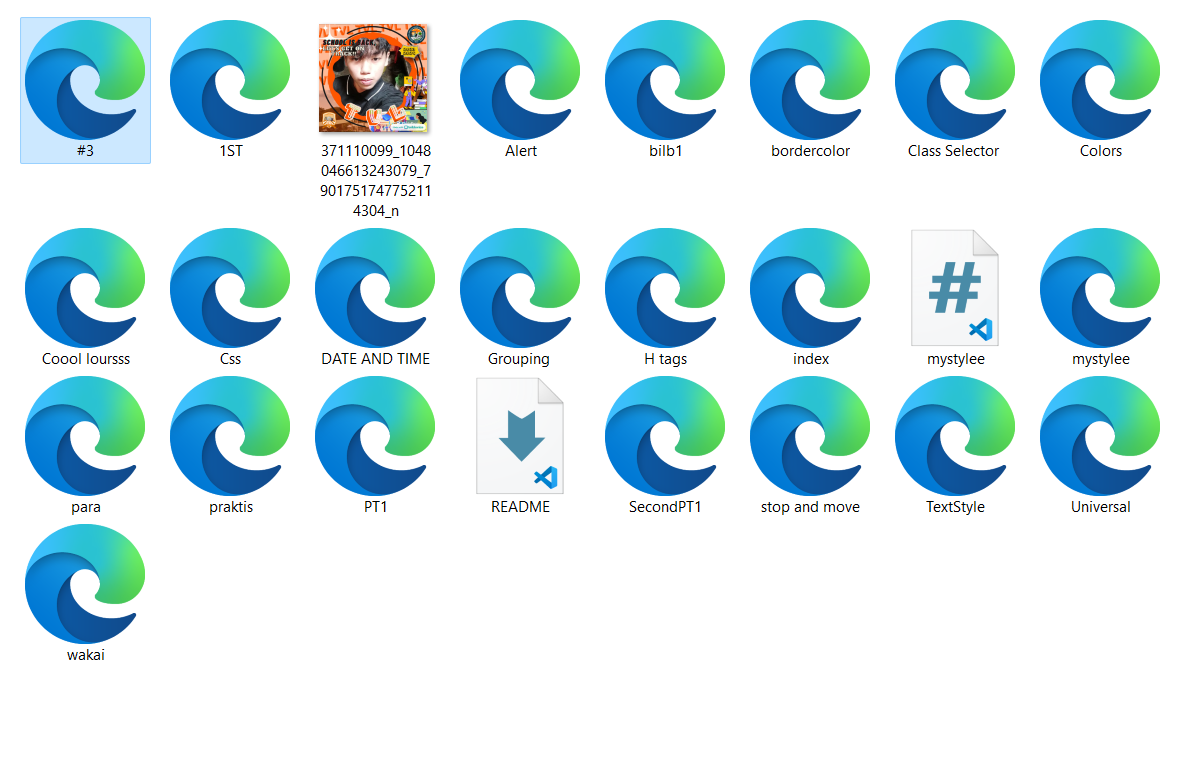 #3
1ST
371110099_1048
046613243079_7
90175174775211
4304_n
Alert
bilb1
bordercolor
Class Selector
Colors
Coool loursss
Css
DATE AND TIME
Grouping
H tags
index
mystylee
mystylee
para
praktis
PT1
README
SecondPT1
stop and move
TextStyle
Universal
wakai